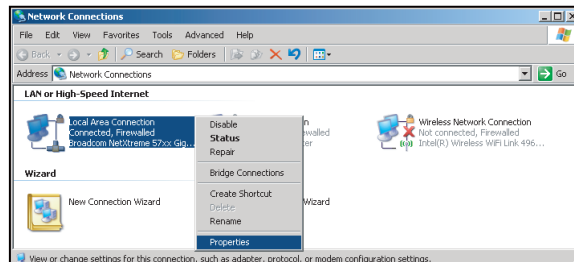 Network Connections
File Edit View Favorites Tools Advanced Help
Back Search Folders
Address Network Connections Go
LAN or High-Speed Internet
Local Area Connection
Connected, Firewalled
Broadcom NetXtreme 57xx Gig...
Disable
Status
Repair
Bridge Connections
Create Shortcut
Delete
Rename
Properties
Wireless Network Connection
Not connected, Firewalled
Intel(R) Wireless WiFi Link 496...
Wizard
New Connection Wizard
Wizard
View or change settings for this connection, such as adapter, protocol, or modem configuration settings.